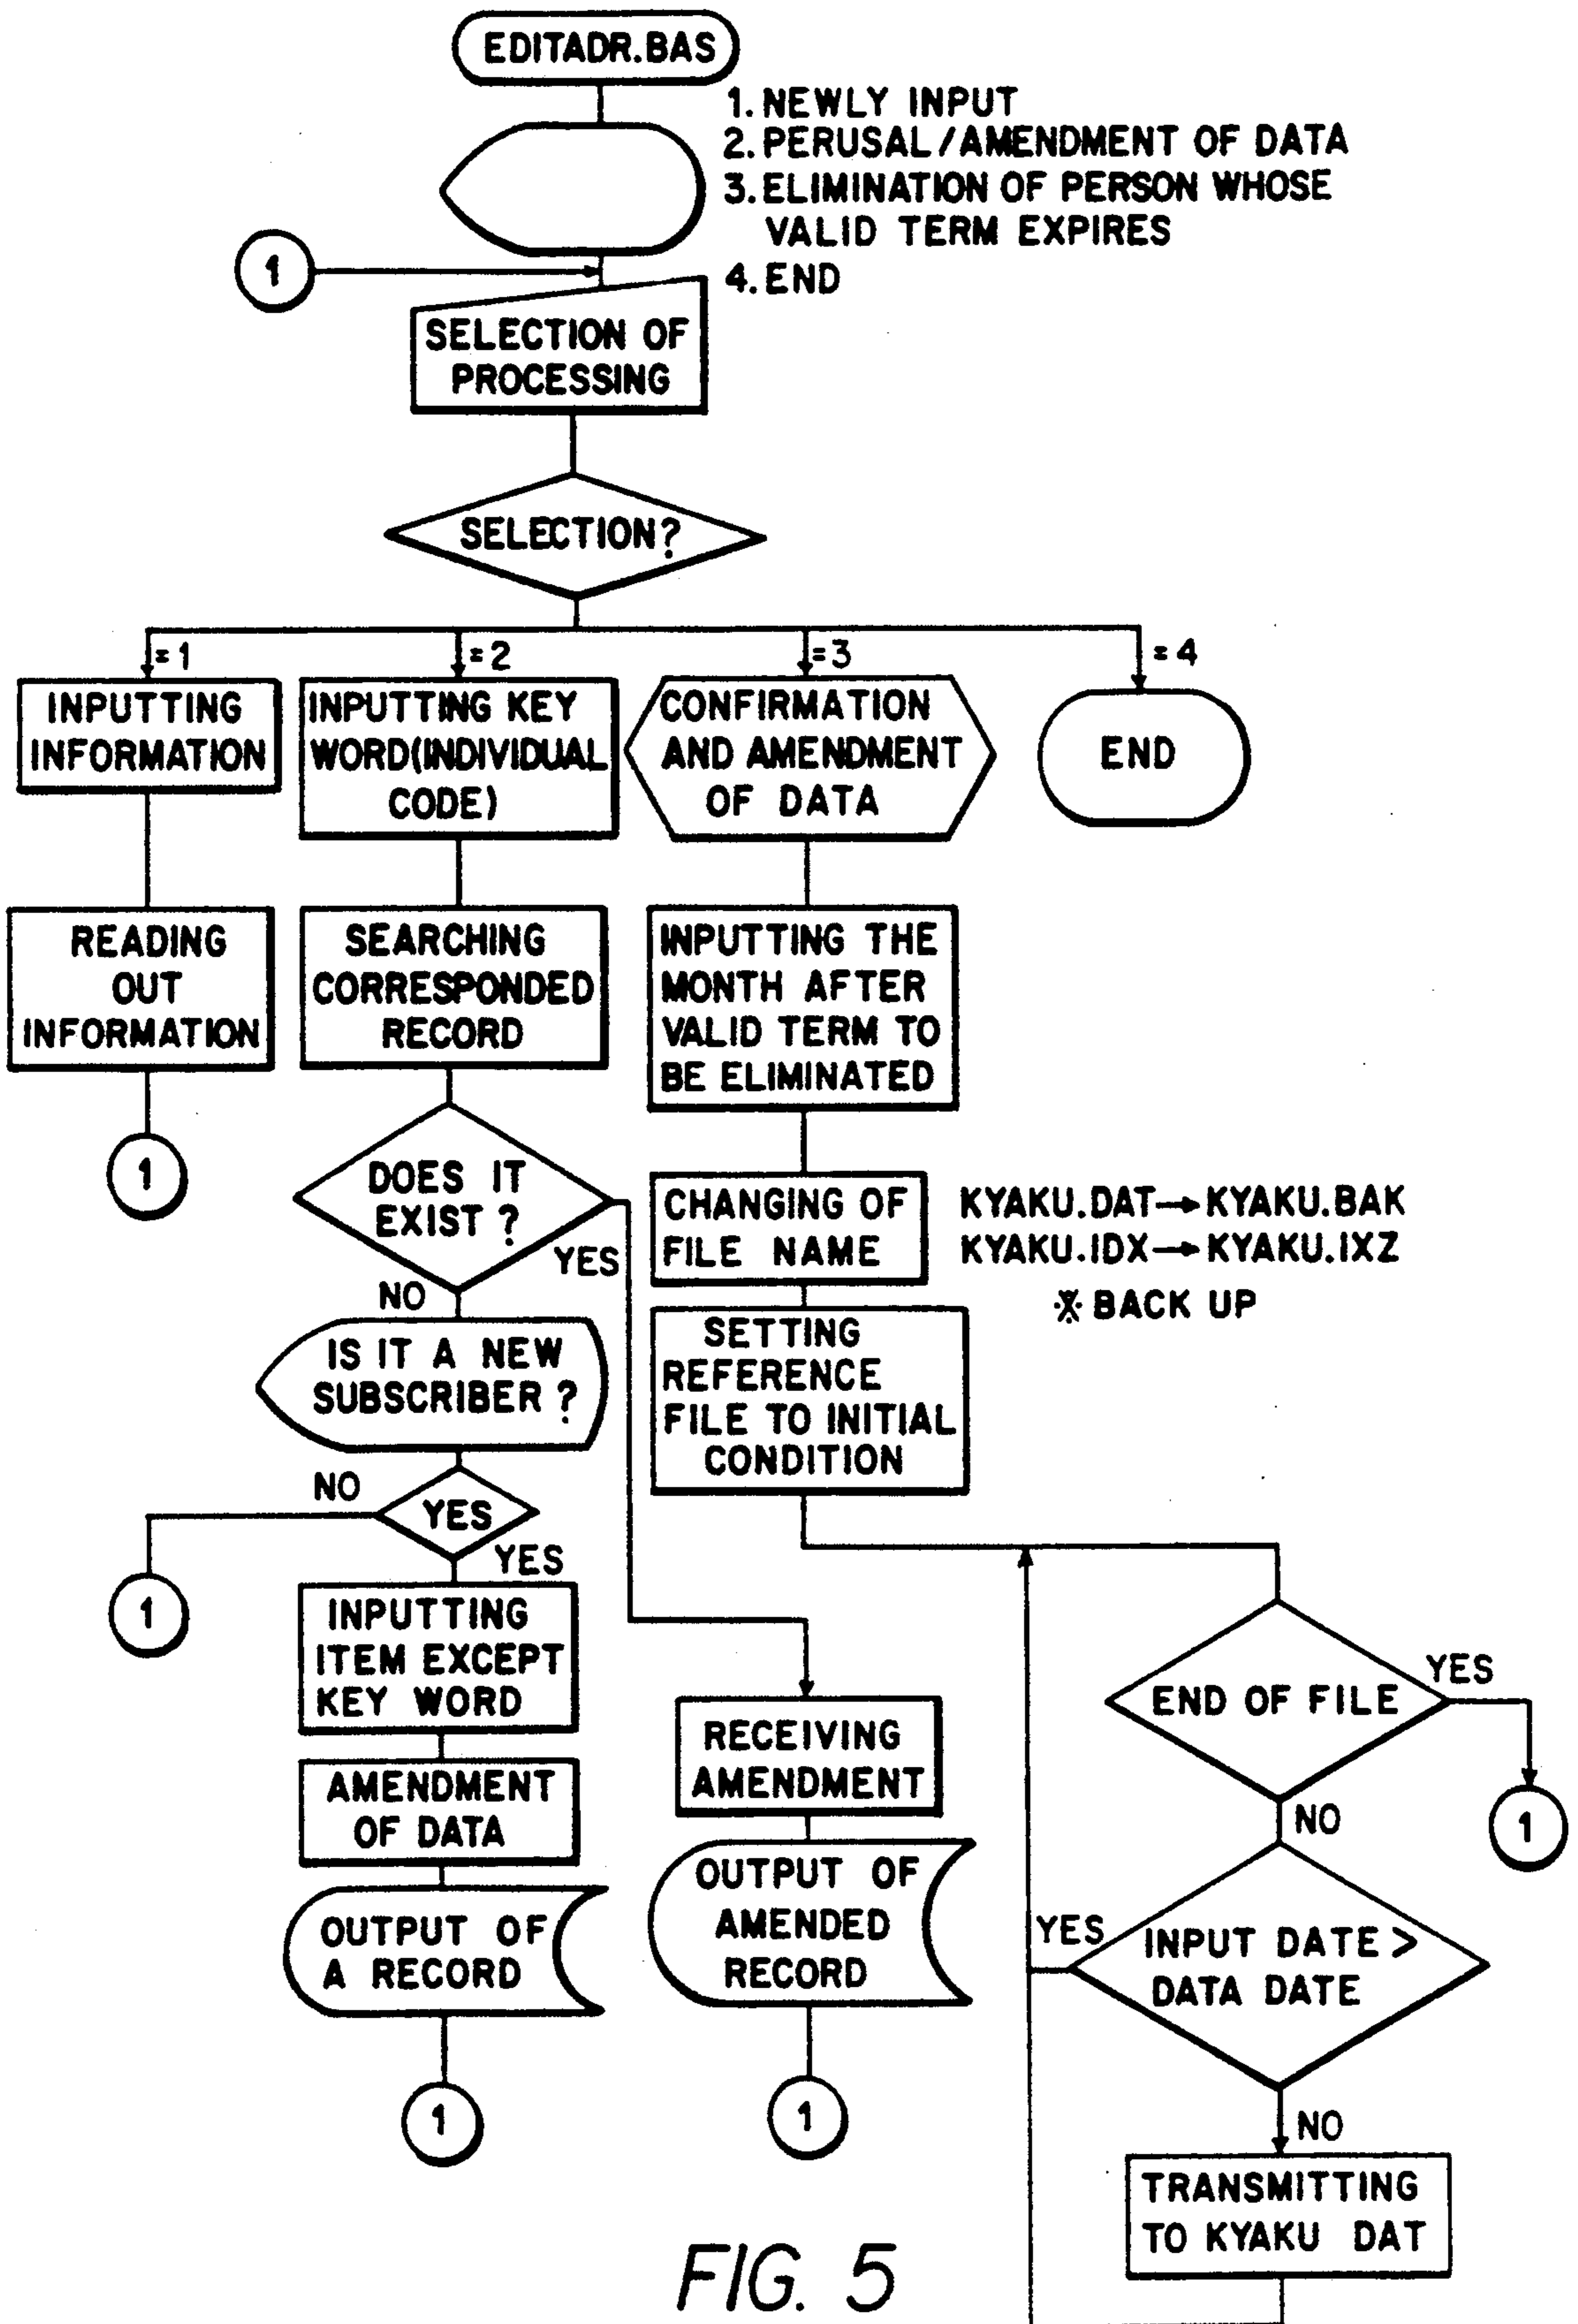 EDITADR.BAS
1. NEWLY INPUT
2. PERUSAL/AMENDMENT OF DATA
3. ELIMINATION OF PERSON WHOSE
VALID TERM EXPIRES
4. END
1
SELECTION OF
PROCESSING
SELECTION?
=1
=2
=3
=4
INPUTTING
INFORMATION
INPUTTING KEY
WORD(INDIVIDUAL
CODE)
CONFIRMATION
AND AMENDMENT
OF DATA
END
READING
OUT
INFORMATION
1
SEARCHING
CORRESPONDED
RECORD
INPUTTING THE
MONTH AFTER
VALID TERM TO
BE ELIMINATED
DOES IT
EXIST?
YES
NO
CHANGING OF
FILE NAME
KYAKU.DAT→KYAKU.BAK
KYAKU.IDX→KYAKU.IXZ
※ BACK UP
IS IT A NEW
SUBSCRIBER?
SETTING
REFERENCE
FILE TO INITIAL
CONDITION
NO
YES
YES
1
INPUTTING
ITEM EXCEPT
KEY WORD
AMENDMENT
OF DATA
OUTPUT OF
A RECORD
1
RECEIVING
AMENDMENT
OUTPUT OF
AMENDED
RECORD
1
END OF FILE
YES
1
NO
INPUT DATE >
DATA DATE
YES
NO
TRANSMITTING
TO KYAKU DAT
FIG. 5